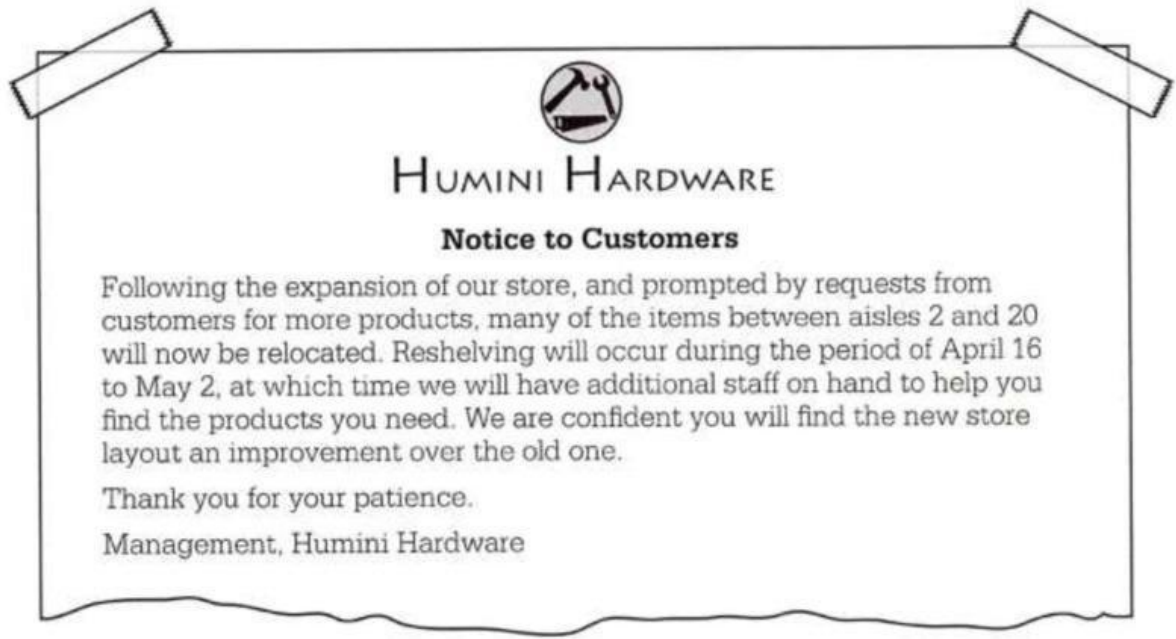 HUMINI HARDWARE
Notice to Customers
Following the expansion of our store, and prompted by requests from
customers for more products, many of the items between aisles 2 and 20
will now be relocated. Reshelving will occur during the period of April 16
to May 2, at which time we will have additional staff on hand to help you
find the products you need. We are confident you will find the new store
layout an improvement over the old one.
Thank you for your patience.
Management, Humini Hardware